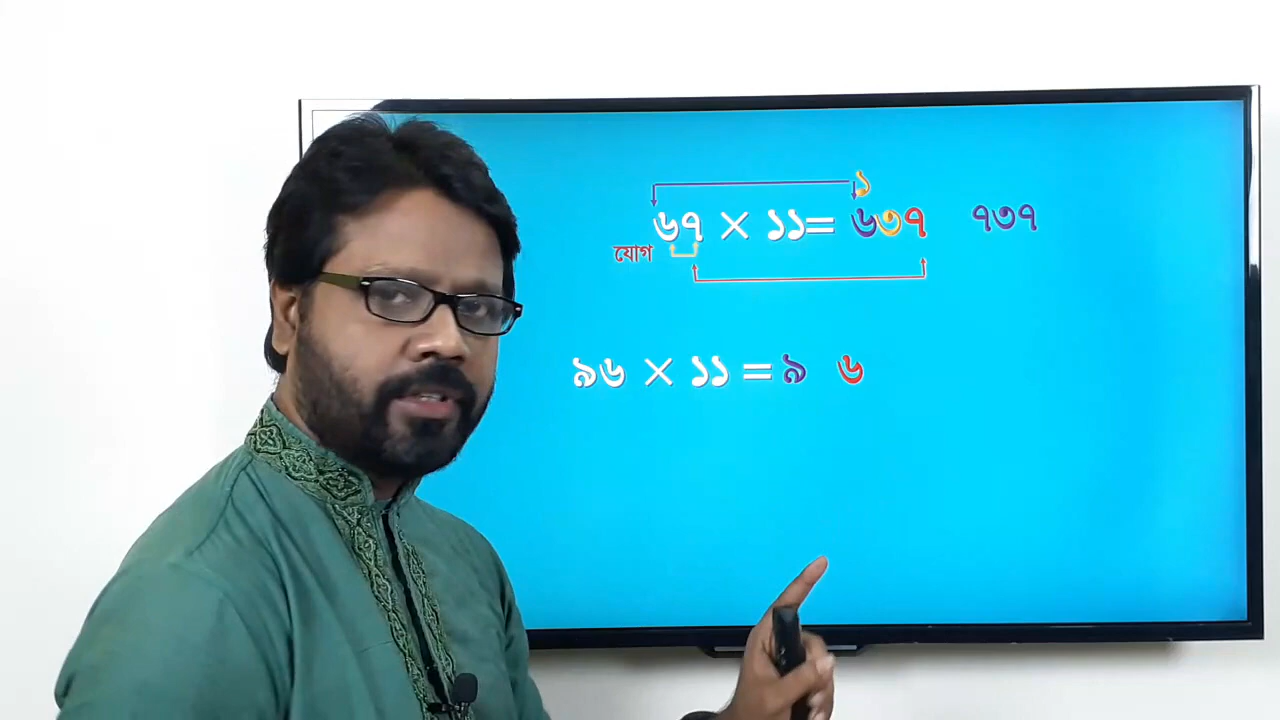 ১
৬৭ × ১১= ৬৩৭ ৭৩৭
যোগ
৯৬ × ১১ = ৯ ৬